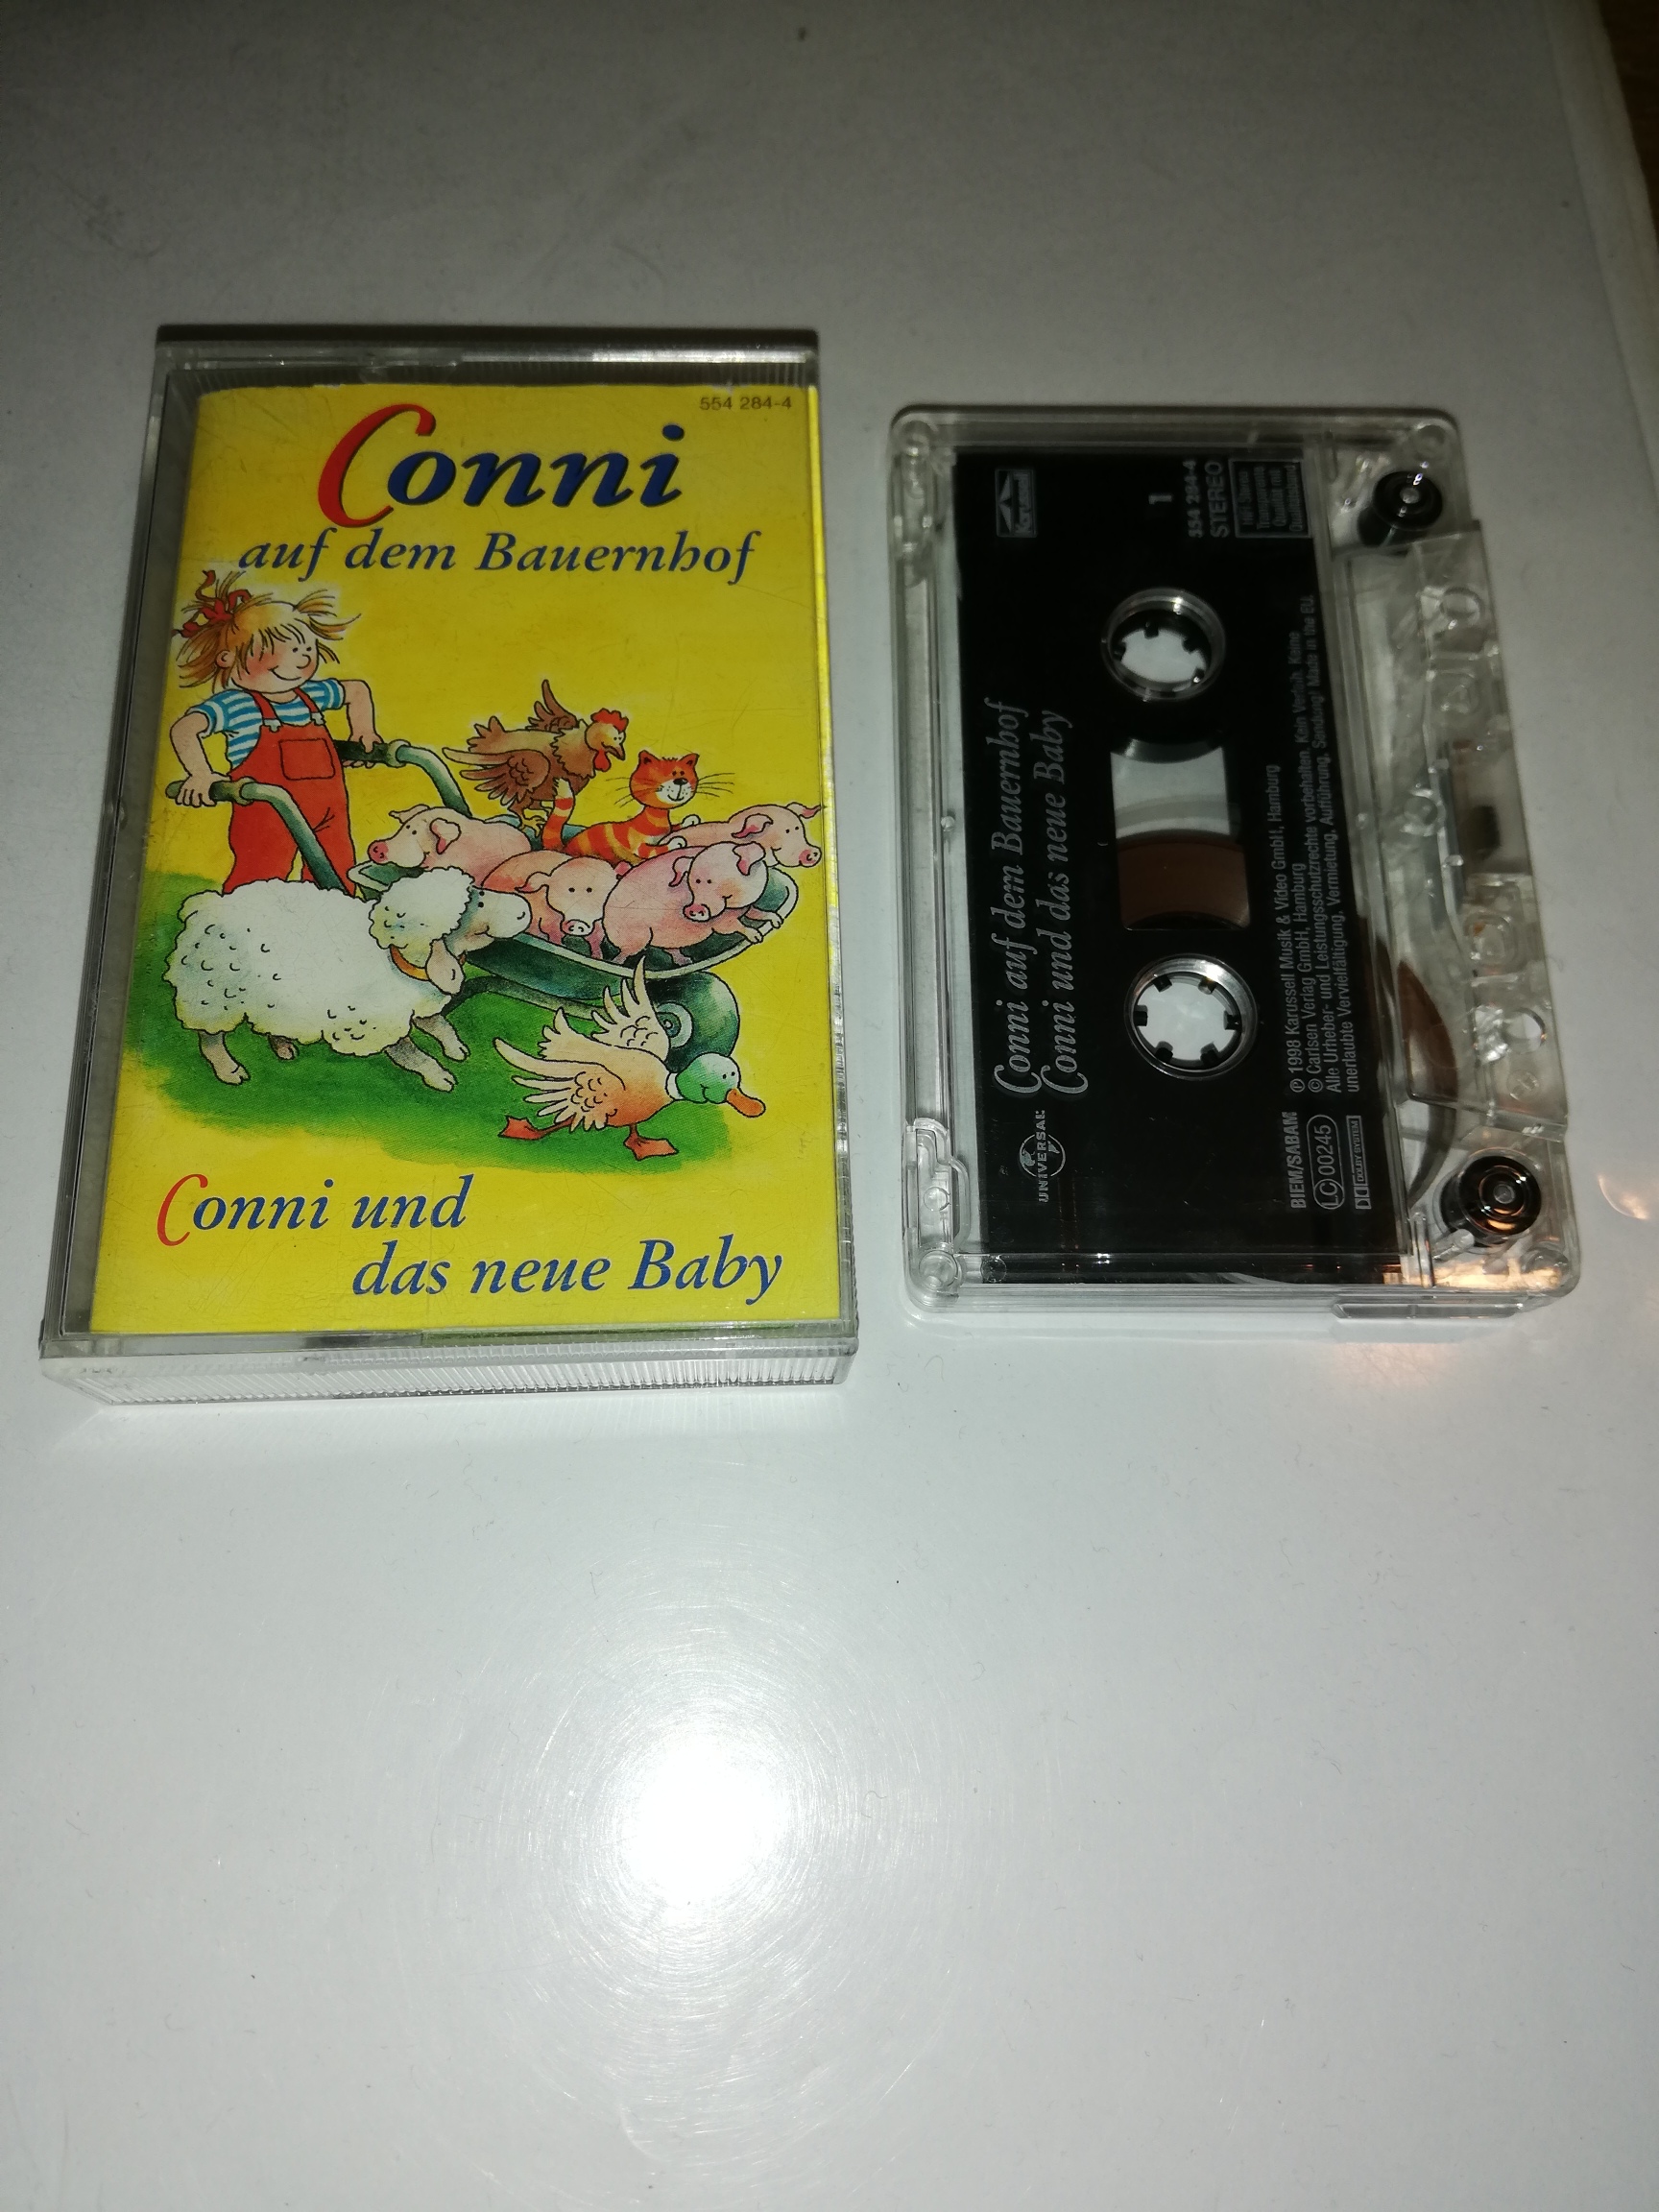 554 284-4
Conni
auf dem Bauernhof
Conni und
das neue Baby
Karussell
1
554 284-4
STEREO
Conni auf dem Bauernhof
Conni und das neue Baby
UNIVERSAL
BIEM/SABAM
LC 00245
DOLBY SYSTEM
℗ 1998 Karussell Musik & Video GmbH, Hamburg
© Carlsen Verlag GmbH, Hamburg
Alle Urheber- und Leistungsschutzrechte vorbehalten. Kein Verleih. Keine
unerlaubte Vervielfältigung, Vermietung, Aufführung, Sendung! Made in the EU.